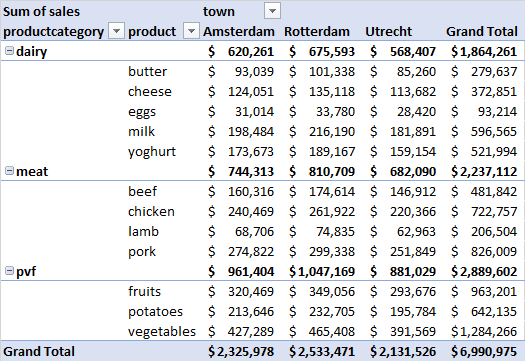 Sum of sales town
productcategory product Amsterdam Rotterdam Utrecht Grand Total
dairy $ 620,261 $ 675,593 $ 568,407 $1,864,261
butter $ 93,039 $ 101,338 $ 85,260 $ 279,637
cheese $ 124,051 $ 135,118 $ 113,682 $ 372,851
eggs $ 31,014 $ 33,780 $ 28,420 $ 93,214
milk $ 198,484 $ 216,190 $ 181,891 $ 596,565
yoghurt $ 173,673 $ 189,167 $ 159,154 $ 521,994
meat $ 744,313 $ 810,709 $ 682,090 $2,237,112
beef $ 160,316 $ 174,614 $ 146,912 $ 481,842
chicken $ 240,469 $ 261,922 $ 220,366 $ 722,757
lamb $ 68,706 $ 74,835 $ 62,963 $ 206,504
pork $ 274,822 $ 299,338 $ 251,849 $ 826,009
pvf $ 961,404 $1,047,169 $ 881,029 $2,889,602
fruits $ 320,469 $ 349,056 $ 293,676 $ 963,201
potatoes $ 213,646 $ 232,705 $ 195,784 $ 642,135
vegetables $ 427,289 $ 465,408 $ 391,569 $1,284,266
Grand Total $2,325,978 $2,533,471 $2,131,526 $6,990,975